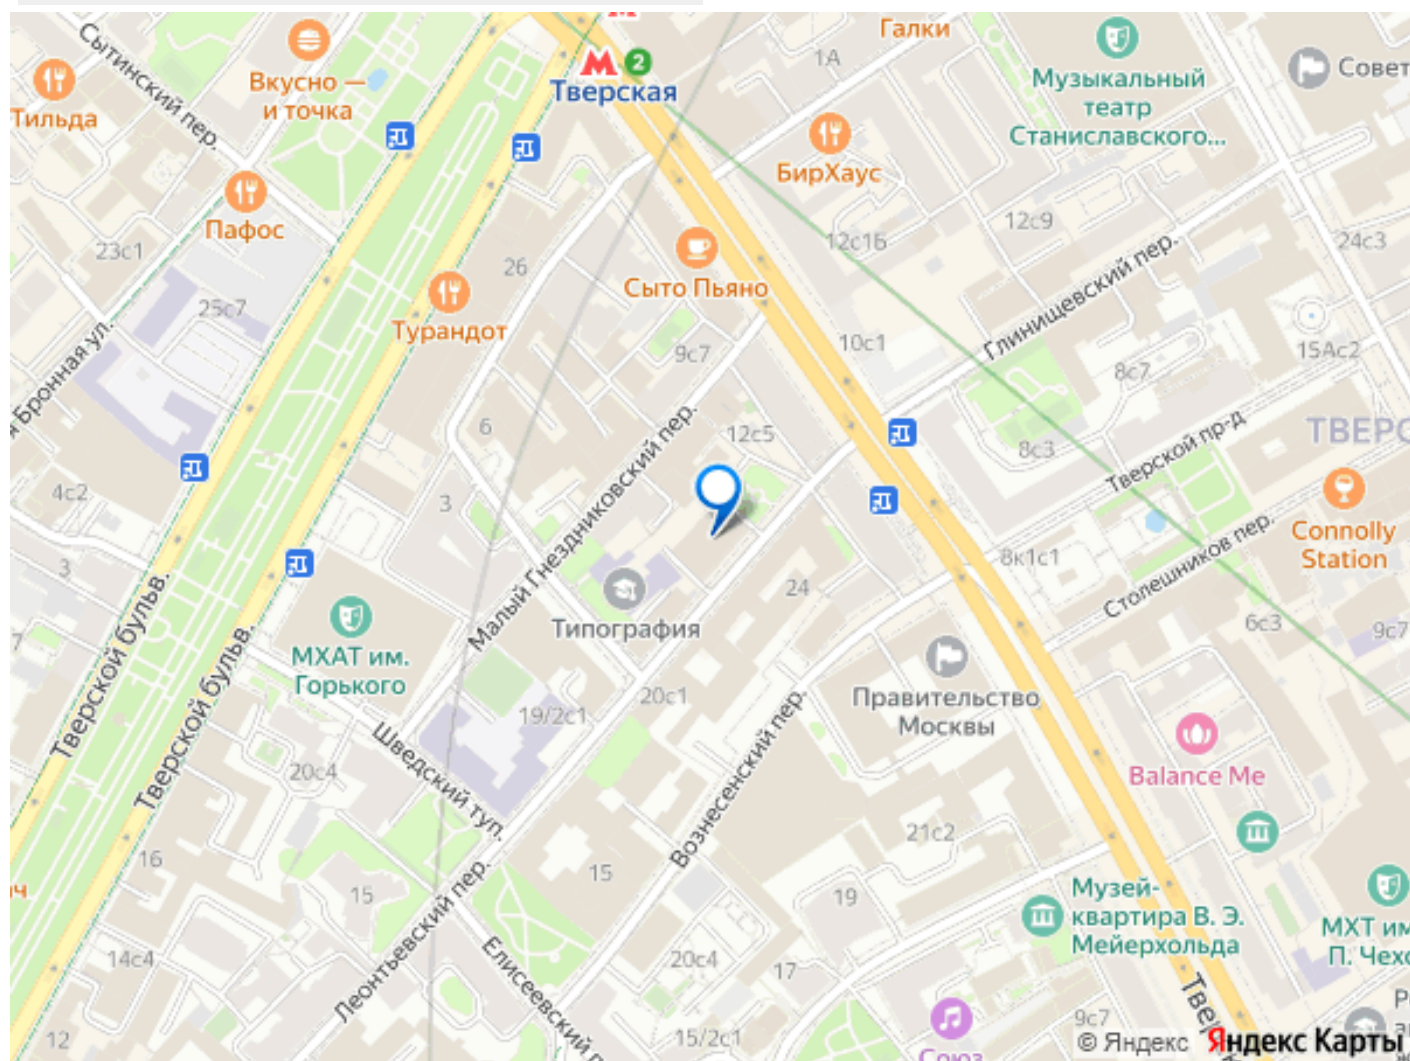 Галки
1А
Сытинский пер.
Вкусно —
и точка
2
Тверская
Музыкальный
театр
Станиславского...
Совет
Тильда
БирХаус
Пафос
12с9
12с1Б
24с3
23с1
26
Сыто Пьяно
Глинищевский пер.
25с7
Турандот
9с7
10с1
15Ас2
8с7
я Бронная ул.
6
12с5
Малый Гнездниковский пер.
8с3
Тверской пр-д
ТВЕРС
4с2
3
Connolly
Station
3
24
8к1с1
Столешников пер.
Типография
6с3
9с7
Тверской бульв.
Тверской бульв.
МХАТ им.
Горького
20с1
19/2с1
Правительство
Москвы
Вознесенский пер.
Шведский туп.
20с4
Balance Me
21с2
16
15
15
19
Леонтьевский пер.
Музей-
квартира В. Э.
Мейерхольда
МХТ им
П. Чехо
ач
14с4
Елисеевский п
20с4
17
Твер
12
15/2с1
Союз
9с7
© Яндекс Яндекс Карты